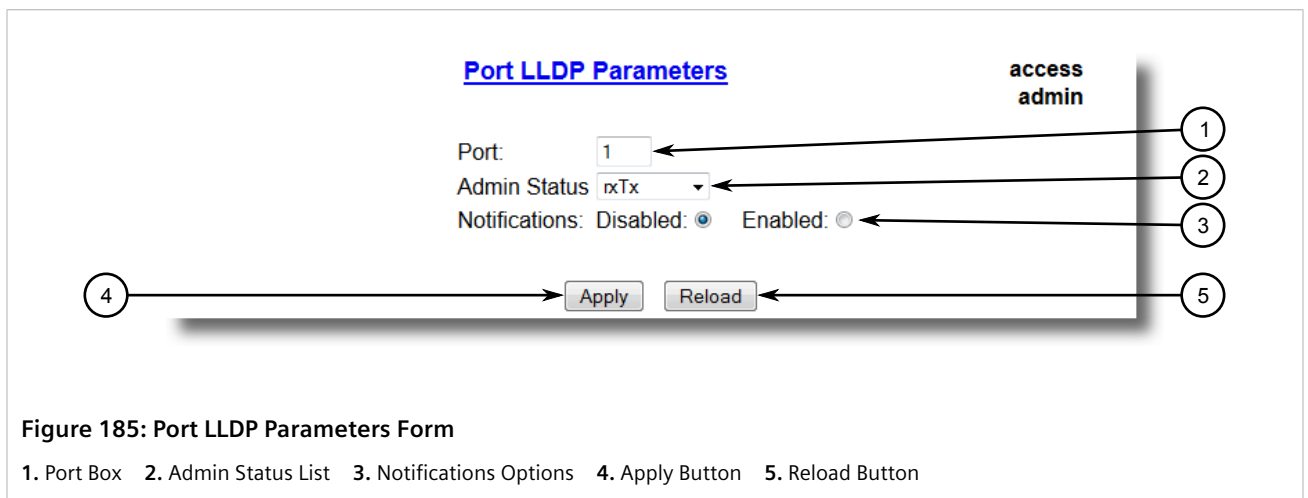 Port LLDP Parameters
access
admin
Port: 1
1
Admin Status rxTx
2
Notifications: Disabled: Enabled:
3
4
Apply Reload
5
Figure 185: Port LLDP Parameters Form
1. Port Box 2. Admin Status List 3. Notifications Options 4. Apply Button 5. Reload Button